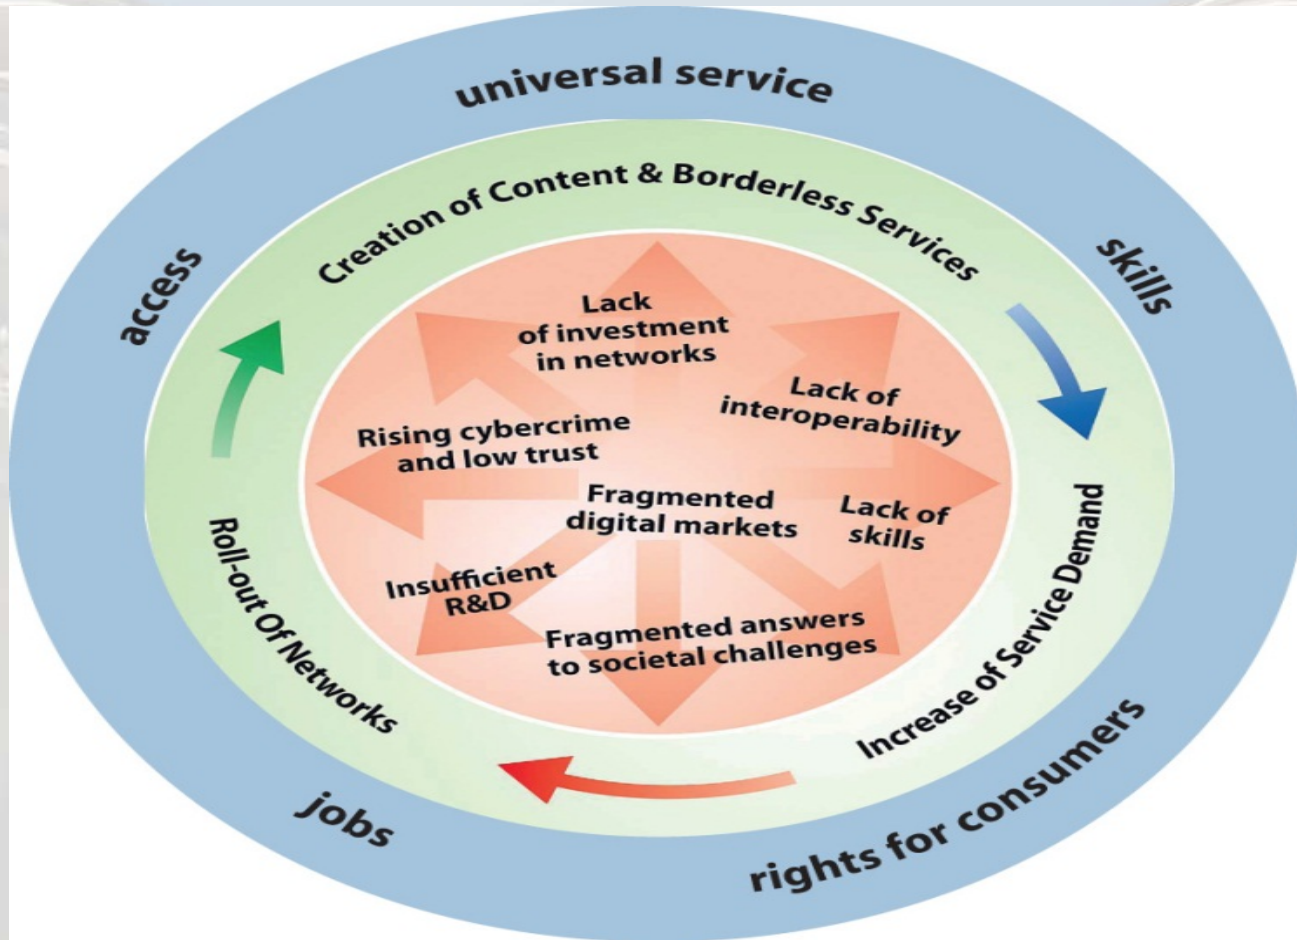 universal service
access
skills
Creation of Content & Borderless Services
Lack
of investment
in networks
Lack of
interoperability
Rising cybercrime
and low trust
Fragmented
digital markets
Lack of
skills
Insufficient
R&D
Fragmented answers
to societal challenges
Roll-out Of Networks
Increase of Service Demand
jobs
rights for consumers